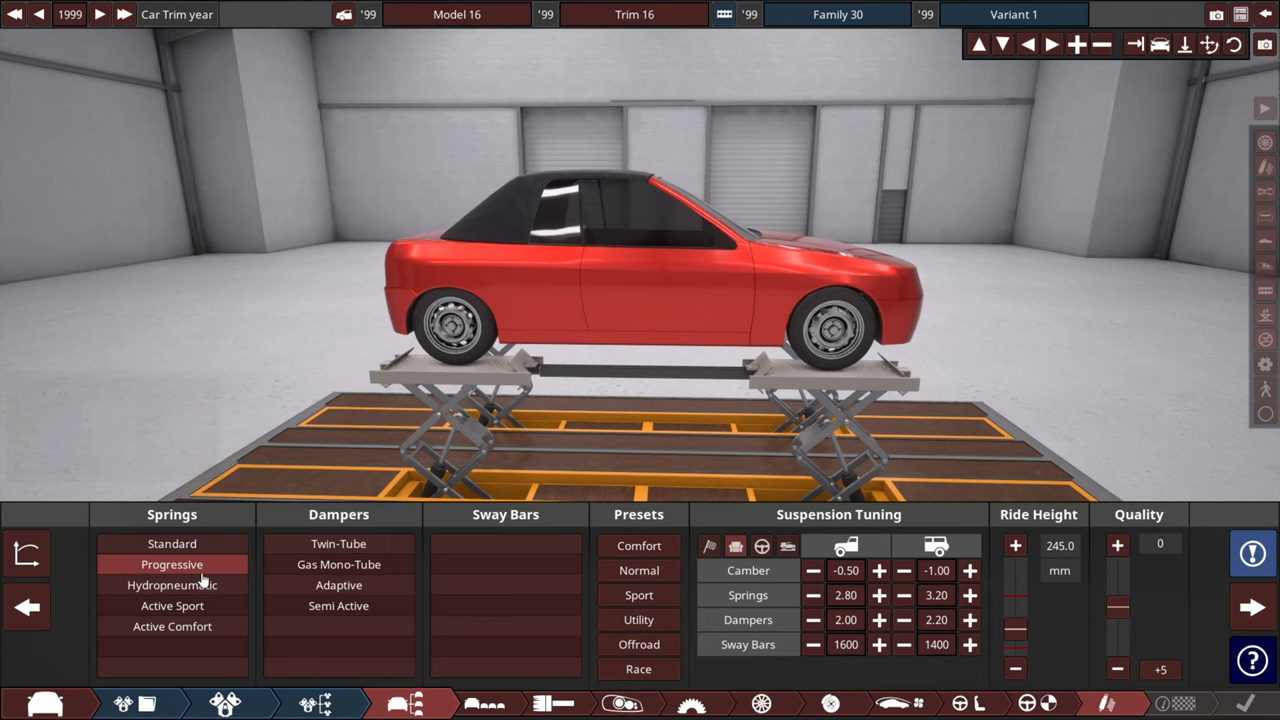 1999 Car Trim year '99 Model 16 '99 Trim 16 '99 Family 30 '99 Variant 1
Springs Dampers Sway Bars Presets Suspension Tuning Ride Height Quality
Standard
Progressive
Hydropneumatic
Active Sport
Active Comfort
Twin-Tube
Gas Mono-Tube
Adaptive
Semi Active
Comfort
Normal
Sport
Utility
Offroad
Race
Camber -0.50 -1.00
Springs 2.80 3.20
Dampers 2.00 2.20
Sway Bars 1600 1400
245.0
mm
0
+5